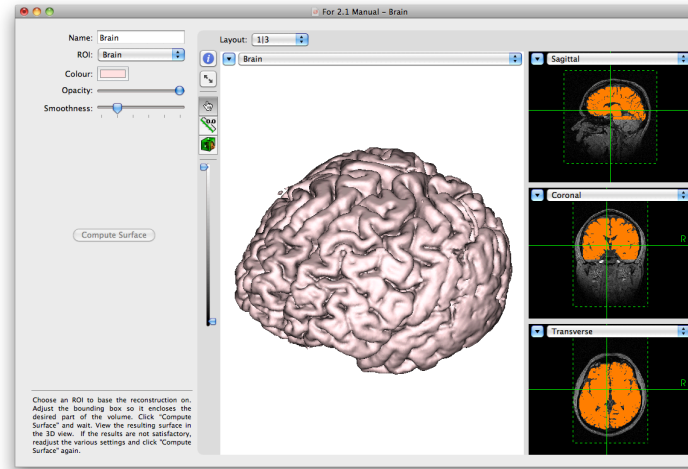 For 2.1 Manual - Brain
Name: Brain
ROI: Brain
Colour:
Opacity:
Smoothness:
Compute Surface
Choose an ROI to base the reconstruction on.
Adjust the bounding box so it encloses the
desired part of the volume. Click "Compute
Surface" and wait. View the resulting surface in
the 3D view. If the results are not satisfactory,
readjust the various settings and click "Compute
Surface" again.
Layout: 1|3
Brain
Sagittal
Coronal
R
Transverse
R